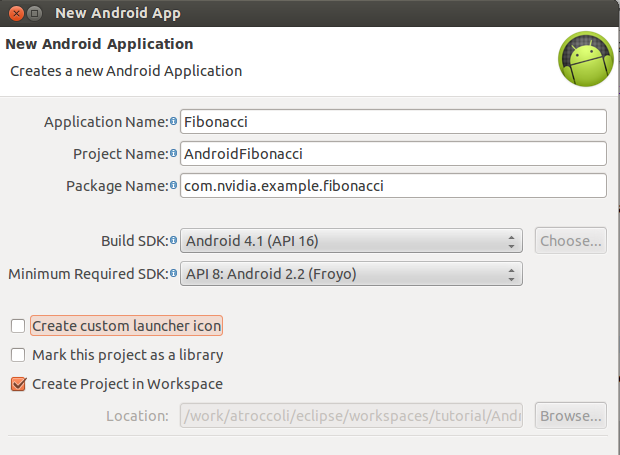 New Android App
New Android Application
Creates a new Android Application
Application Name: Fibonacci
Project Name: AndroidFibonacci
Package Name: com.nvidia.example.fibonacci
Build SDK: Android 4.1 (API 16) Choose...
Minimum Required SDK: API 8: Android 2.2 (Froyo)
Create custom launcher icon
Mark this project as a library
Create Project in Workspace
Location: /work/atroccoli/eclipse/workspaces/tutorial/Andr Browse...